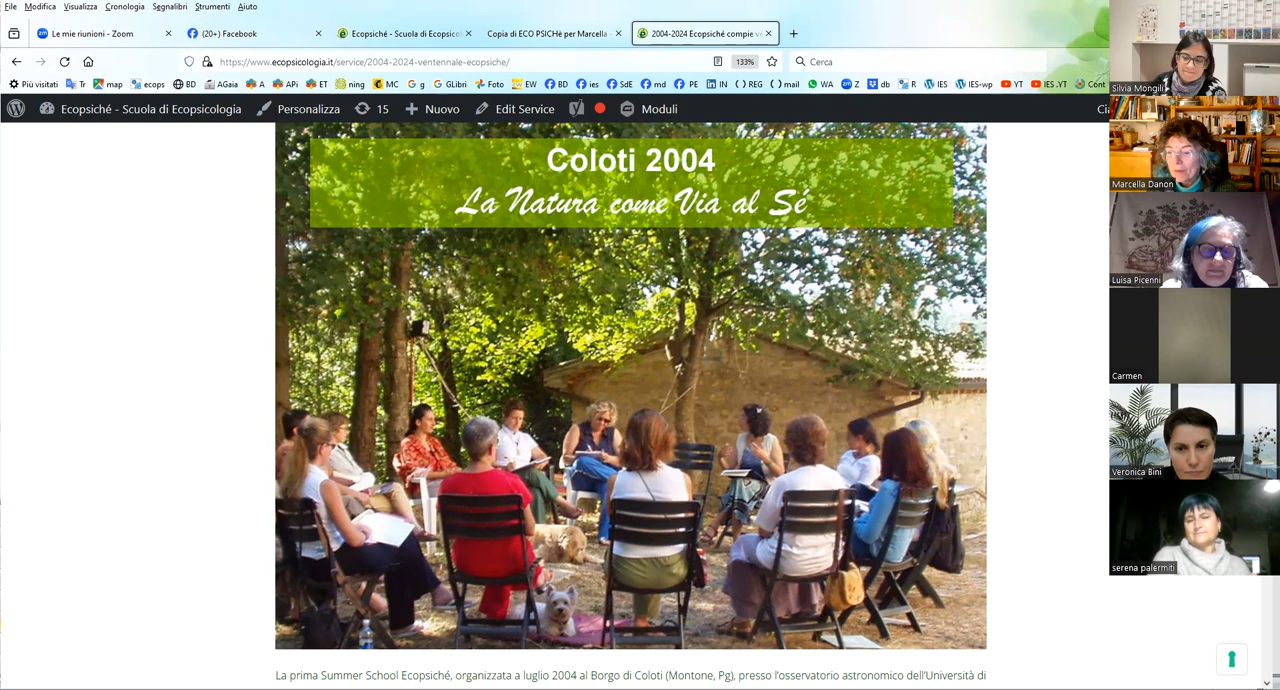 File Modifica Visualizza Cronologia Segnalibri Strumenti Aiuto
Le mie riunioni - Zoom
(20+) Facebook
Ecopsiché - Scuola di Ecopsicol
Copia di ECO PSICHé per Marcella -
2004-2024 Ecopsiché compie ve
https://www.ecopsicologia.it/service/2004-2024-ventennale-ecopsiche/
133%
Cerca
Più visitati Tr map ecops BD AGaia A APi ET ning MC g GLibri Foto EW BD ies SdE md PE IN ( ) REG ( ) mail WA Z db R IES IES-wp YT IES.YT Cont
Ecopsiché - Scuola di Ecopsicologia Personalizza 15 Nuovo Edit Service Moduli Cia
Coloti 2004
La Natura come Via al Sé
La prima Summer School Ecopsiché, organizzata a luglio 2004 al Borgo di Coloti (Montone, Pg), presso l'osservatorio astronomico dell'Università di
Silvia Mongili
Marcella Danon
Luisa Picenni
Carmen
Veronica Bini
serena palermiti